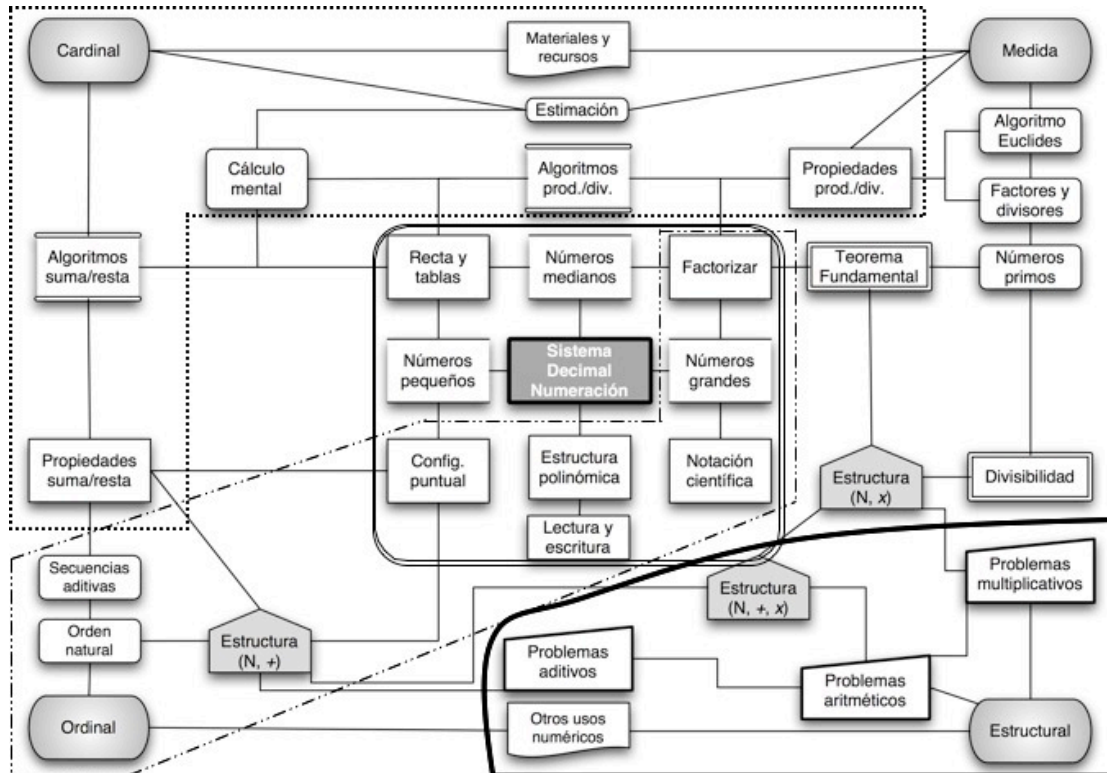 Cardinal
Materiales y
recursos
Medida
Estimación
Algoritmo
Euclides
Cálculo
mental
Algoritmos
prod./div.
Propiedades
prod./div.
Factores y
divisores
Algoritmos
suma/resta
Recta y
tablas
Números
medianos
Factorizar
Teorema
Fundamental
Números
primos
Números
pequeños
Sistema
Decimal
Numeración
Números
grandes
Propiedades
suma/resta
Config.
puntual
Estructura
polinómica
Notación
científica
Estructura
(N, x)
Divisibilidad
Lectura y
escritura
Secuencias
aditivas
Estructura
(N, +, x)
Problemas
multiplicativos
Orden
natural
Estructura
(N, +)
Problemas
aditivos
Problemas
aritméticos
Ordinal
Otros usos
numéricos
Estructural